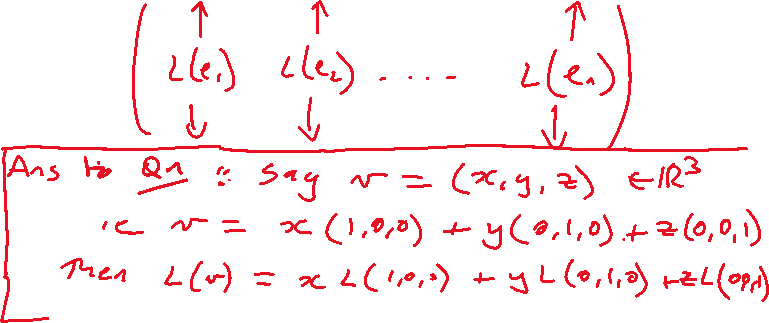 L(e₁) L(e₂) .... L(eₙ)
Ans to Qn : say v = (x, y, z) ∈ ℝ³
ie v = x(1,0,0) + y(0,1,0) + z(0,0,1)
Then L(v) = x L(1,0,0) + y L(0,1,0) + z L(0,0,1)